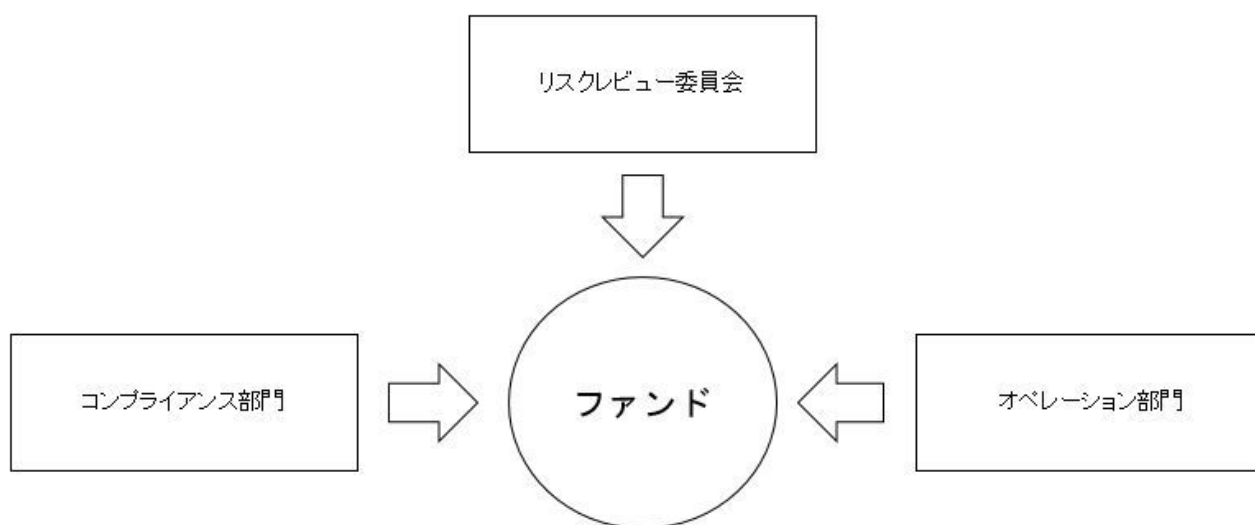 リスクレビュー委員会
コンプライアンス部門
ファンド
オペレーション部門